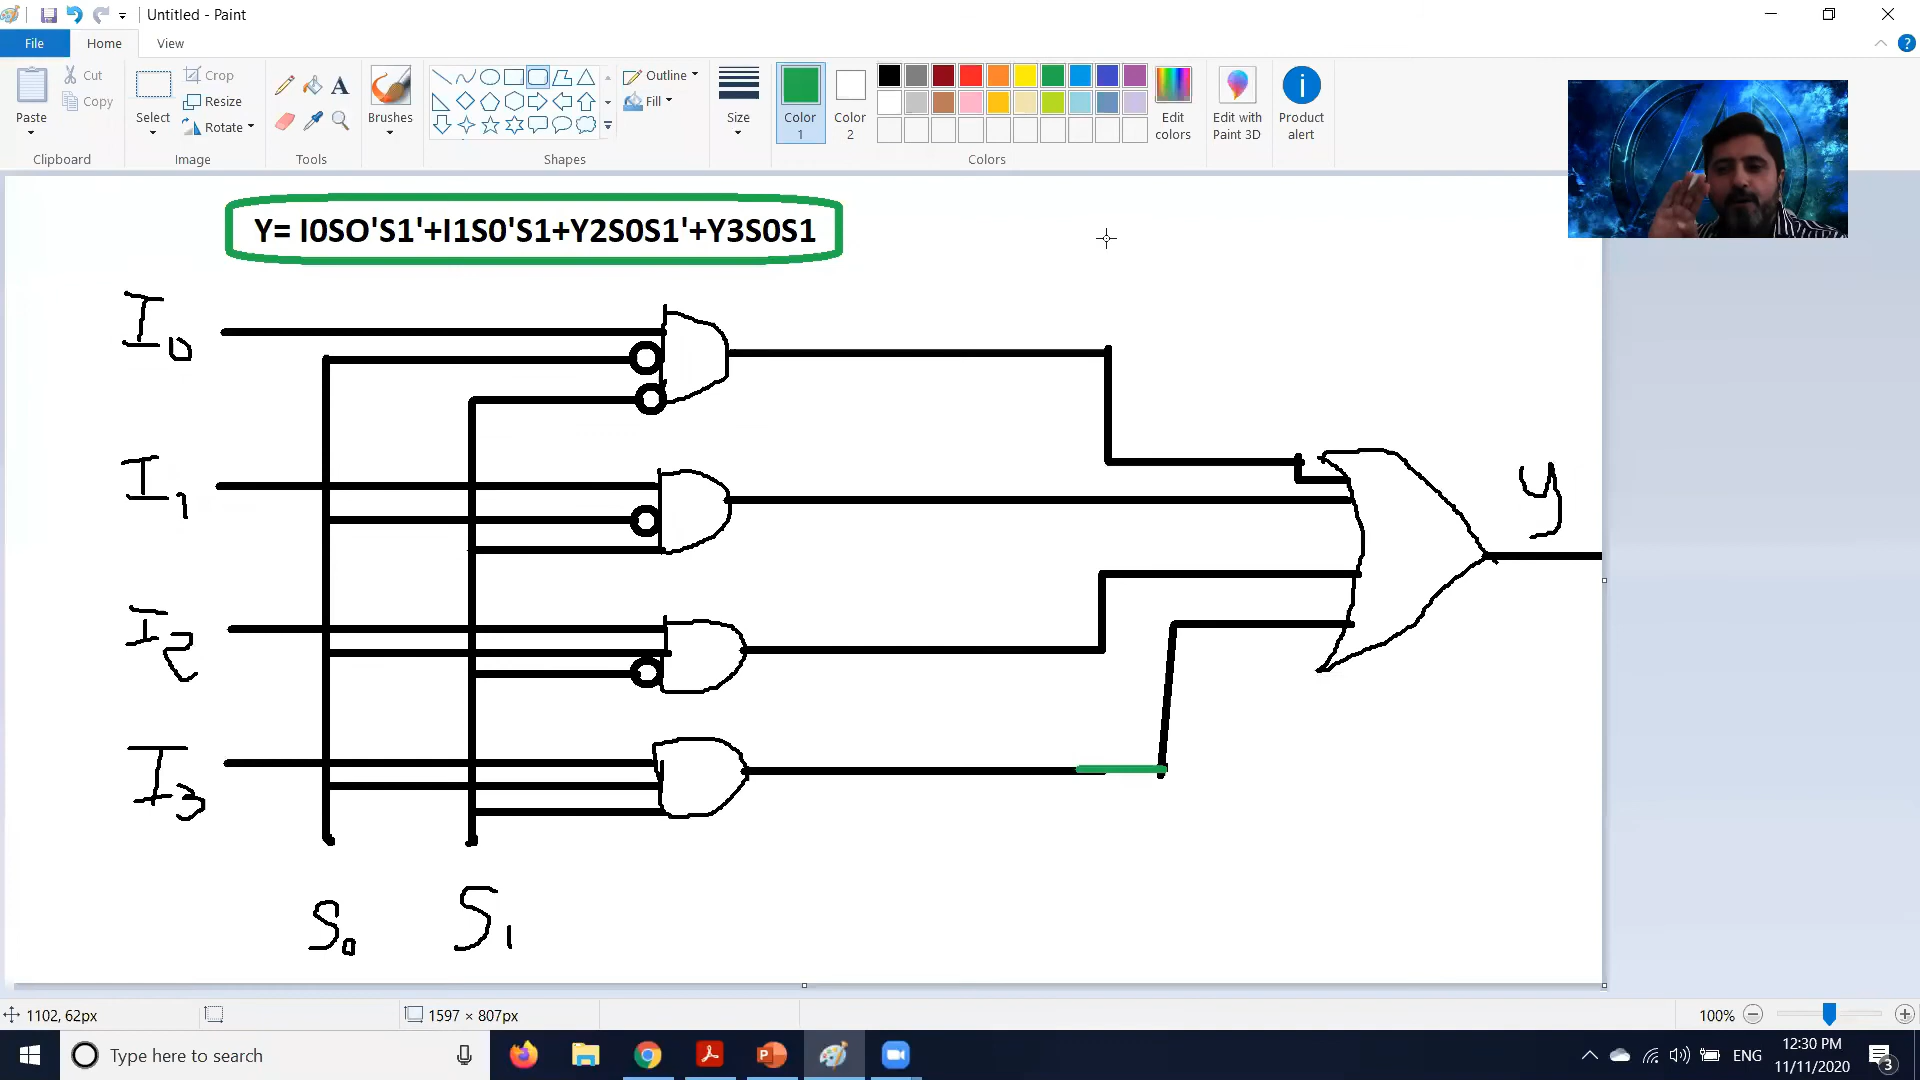 Untitled - Paint
File Home View
Paste
Cut
Copy
Clipboard
Select
Crop
Resize
Rotate
Image
A
Tools
Brushes
Outline
Fill
Shapes
Size
Color 1
Color 2
Edit colors
Colors
Edit with Paint 3D
Product alert
Y= I0SO'S1'+I1S0'S1+Y2S0S1'+Y3S0S1
I0
I1
I2
I3
S0 S1
y
1102, 62px
1597 × 807px
100%
Type here to search
ENG
12:30 PM
11/11/2020
3